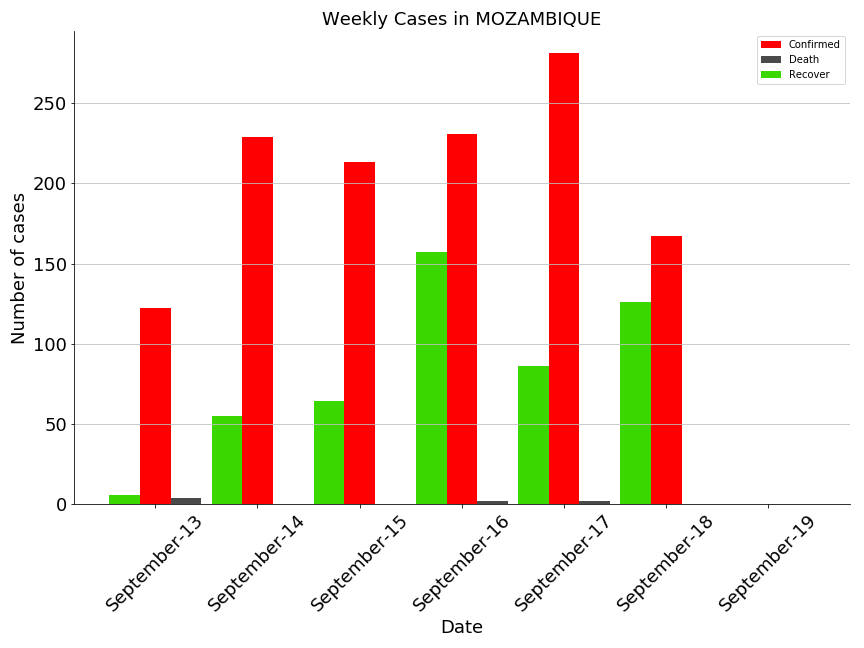 Weekly Cases in MOZAMBIQUE
Confirmed
Death
Recover
Number of cases
250
200
150
100
50
0
September-13
September-14
September-15
September-16
September-17
September-18
September-19
Date